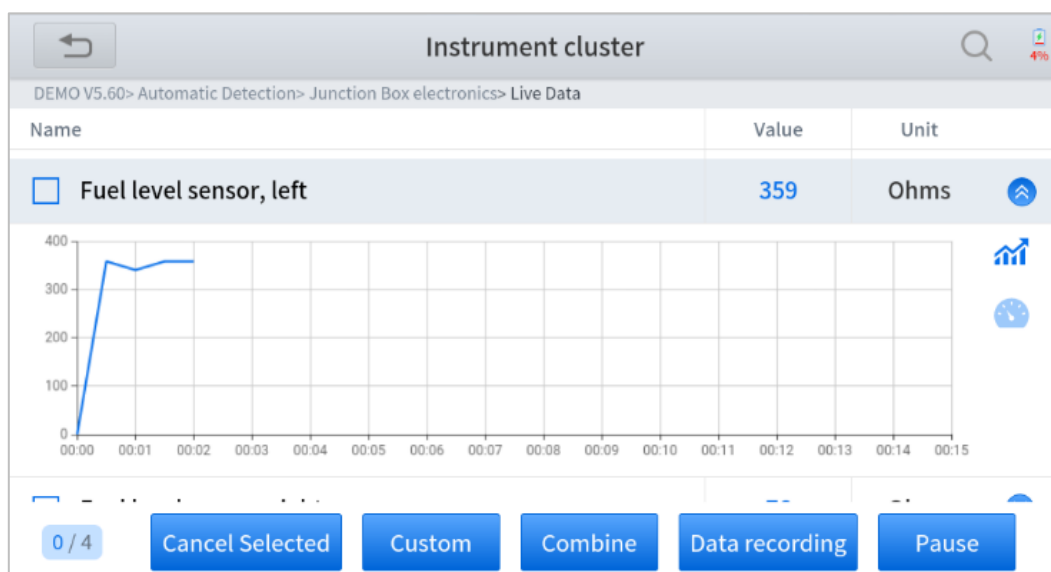 Instrument cluster
4%
DEMO V5.60> Automatic Detection> Junction Box electronics> Live Data
Name Value Unit
Fuel level sensor, left 359 Ohms
400
300
200
100
0
00:00 00:01 00:02 00:03 00:04 00:05 00:06 00:07 00:08 00:09 00:10 00:11 00:12 00:13 00:14 00:15
0 / 4 Cancel Selected Custom Combine Data recording Pause